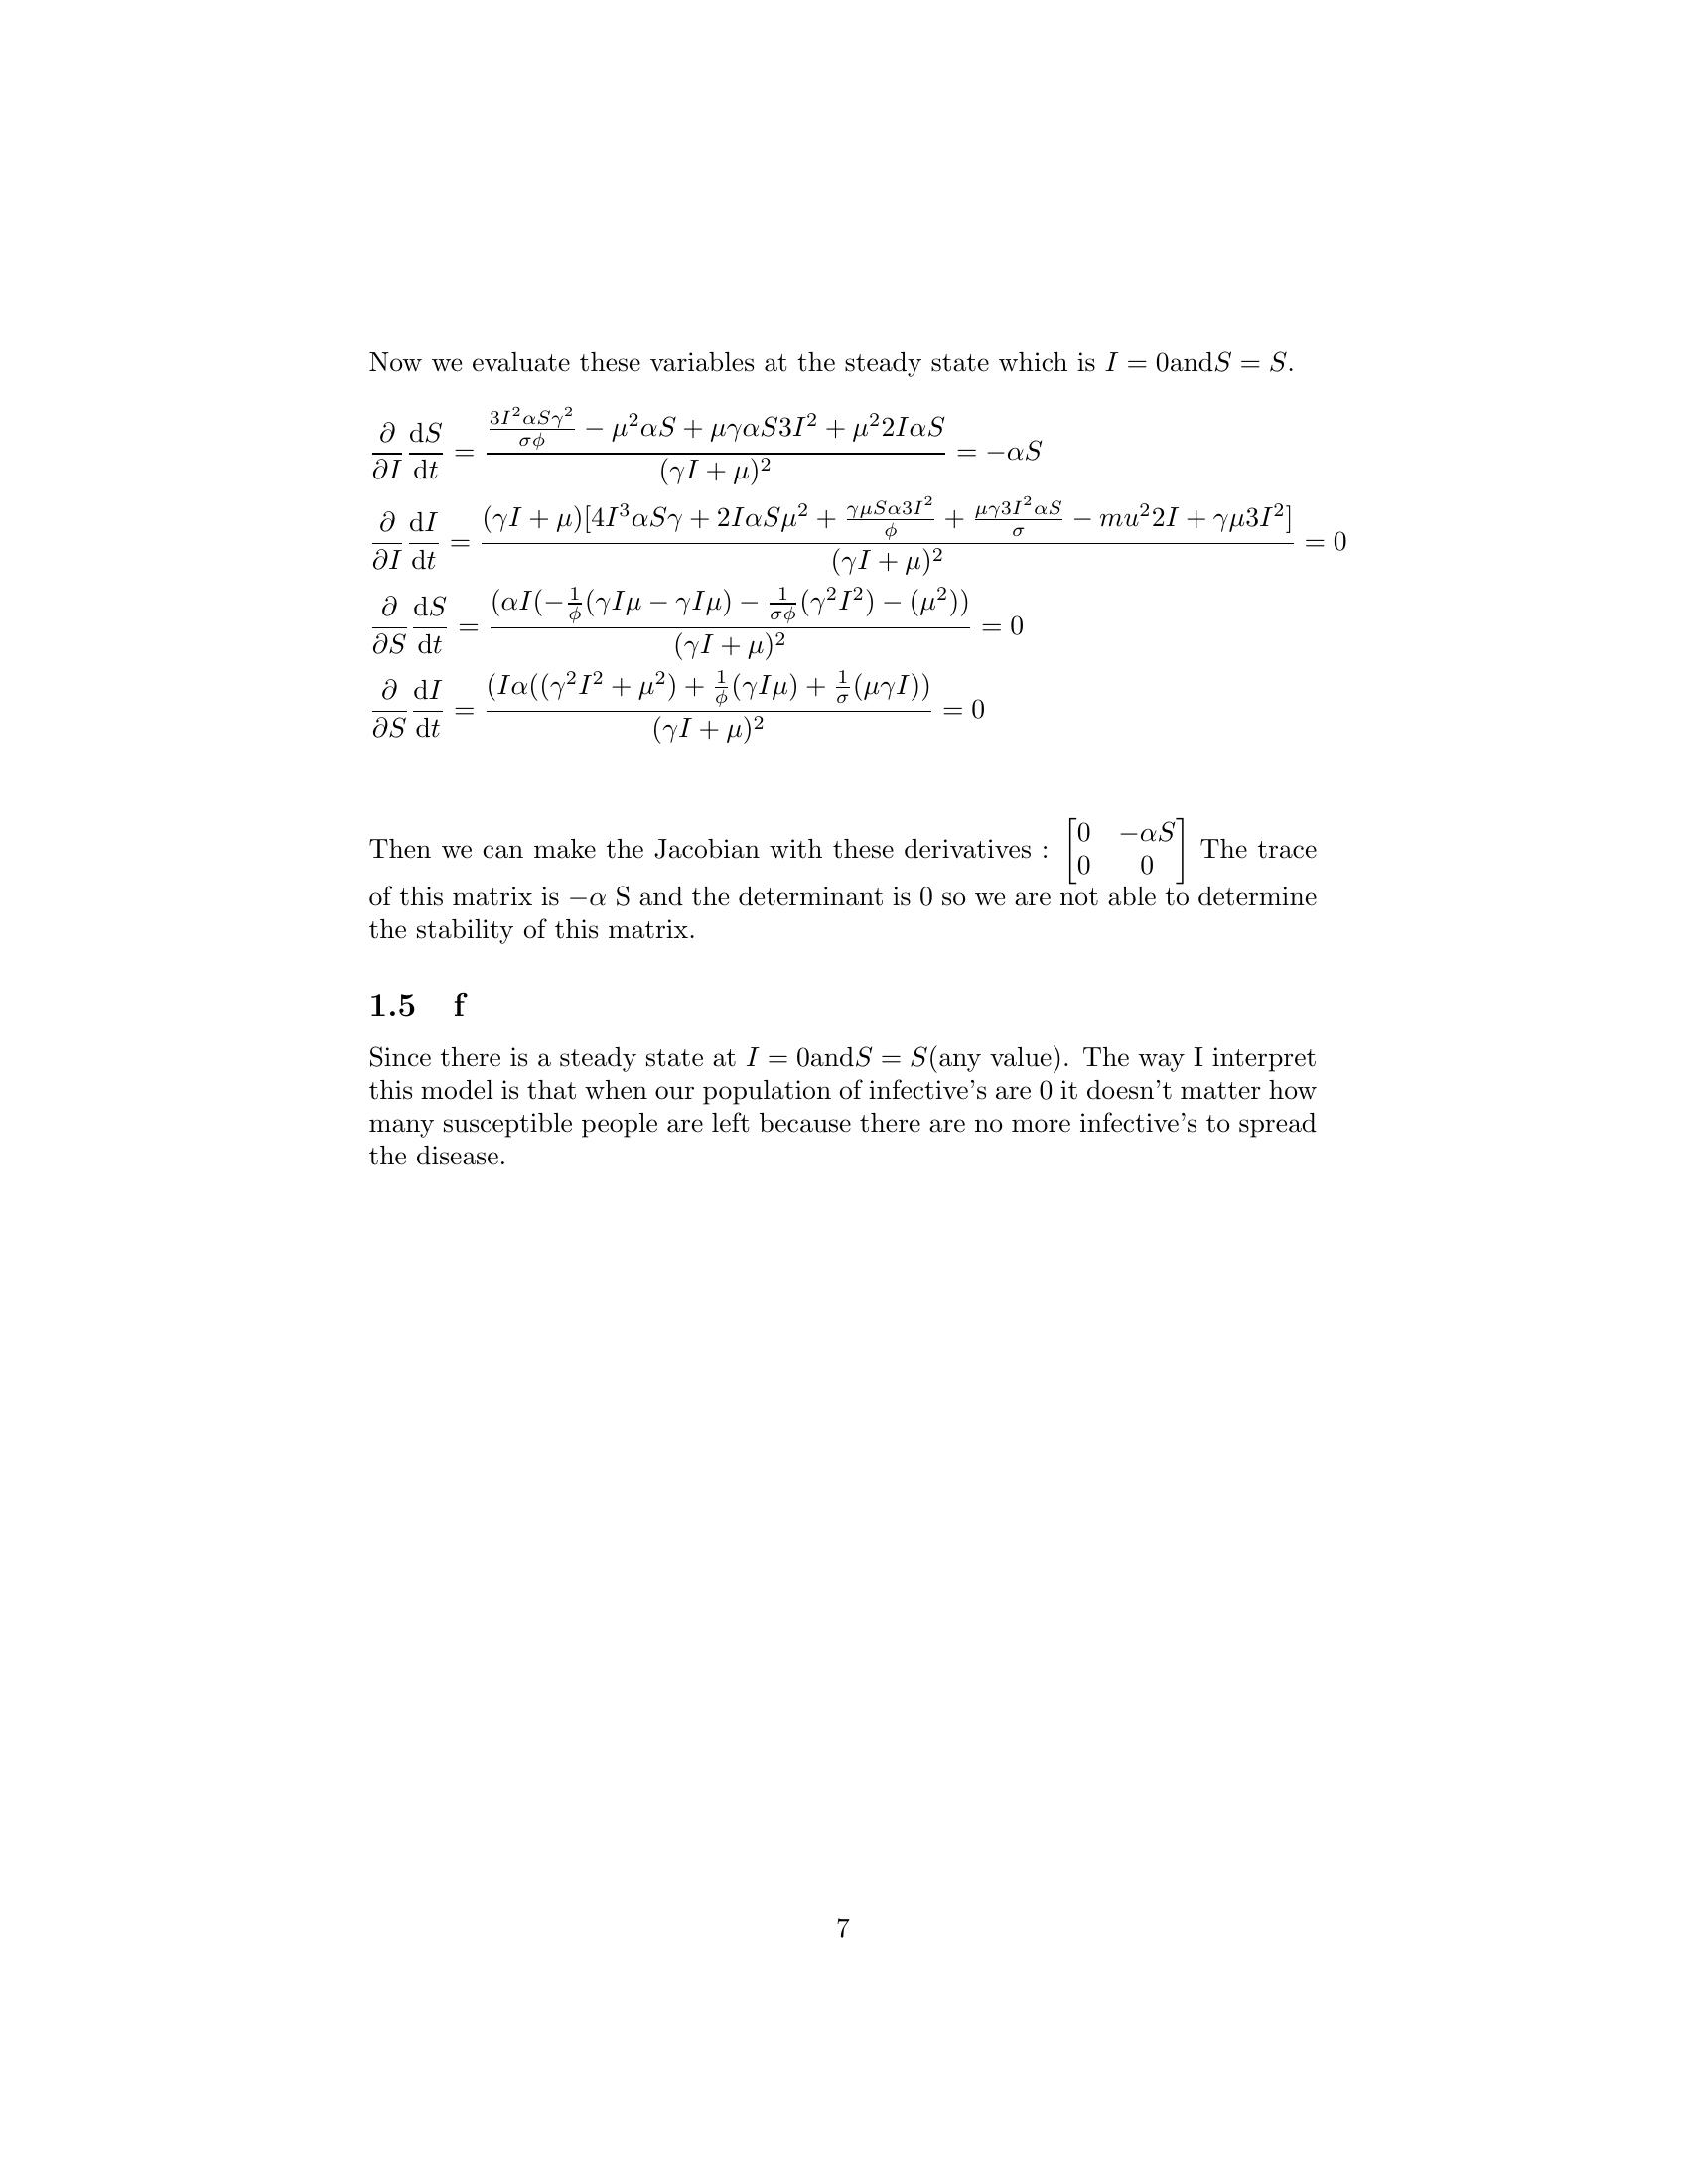 Now we evaluate these variables at the steady state which is $I = 0\text{and}S = S$.
$\frac{\partial}{\partial I}\frac{\mathrm{d}S}{\mathrm{d}t} = \frac{\frac{3I^2\alpha S\gamma^2}{\sigma\phi} - \mu^2\alpha S + \mu\gamma\alpha S3I^2 + \mu^2 2I\alpha S}{(\gamma I + \mu)^2} = -\alpha S$
$\frac{\partial}{\partial I}\frac{\mathrm{d}I}{\mathrm{d}t} = \frac{(\gamma I + \mu)[4I^3\alpha S\gamma + 2I\alpha S\mu^2 + \frac{\gamma\mu S\alpha 3I^2}{\phi} + \frac{\mu\gamma 3I^2\alpha S}{\sigma} - mu^2 2I + \gamma\mu 3I^2]}{(\gamma I + \mu)^2} = 0$
$\frac{\partial}{\partial S}\frac{\mathrm{d}S}{\mathrm{d}t} = \frac{(\alpha I(-\frac{1}{\phi}(\gamma I\mu - \gamma I\mu) - \frac{1}{\sigma\phi}(\gamma^2 I^2) - (\mu^2))}{(\gamma I + \mu)^2} = 0$
$\frac{\partial}{\partial S}\frac{\mathrm{d}I}{\mathrm{d}t} = \frac{(I\alpha((\gamma^2 I^2 + \mu^2) + \frac{1}{\phi}(\gamma I\mu) + \frac{1}{\sigma}(\mu\gamma I))}{(\gamma I + \mu)^2} = 0$
Then we can make the Jacobian with these derivatives : $\begin{bmatrix} 0 & -\alpha S \\ 0 & 0 \end{bmatrix}$ The trace
of this matrix is $-\alpha$ S and the determinant is 0 so we are not able to determine
the stability of this matrix.
1.5 f
Since there is a steady state at $I = 0\text{and}S = S$(any value). The way I interpret
this model is that when our population of infective's are 0 it doesn't matter how
many susceptible people are left because there are no more infective's to spread
the disease.
7